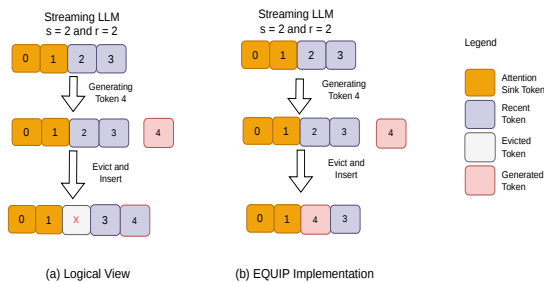 Streaming LLM
s = 2 and r = 2
0 1 2 3
Generating
Token 4
0 1 2 3 4
Evict and
Insert
0 1 X 3 4
(a) Logical View
Streaming LLM
s = 2 and r = 2
0 1 2 3
Generating
Token 4
0 1 2 3 4
Evict and
Insert
0 1 4 3
(b) EQUIP Implementation
Legend
Attention
Sink Token
Recent
Token
Evicted
Token
Generated
Token